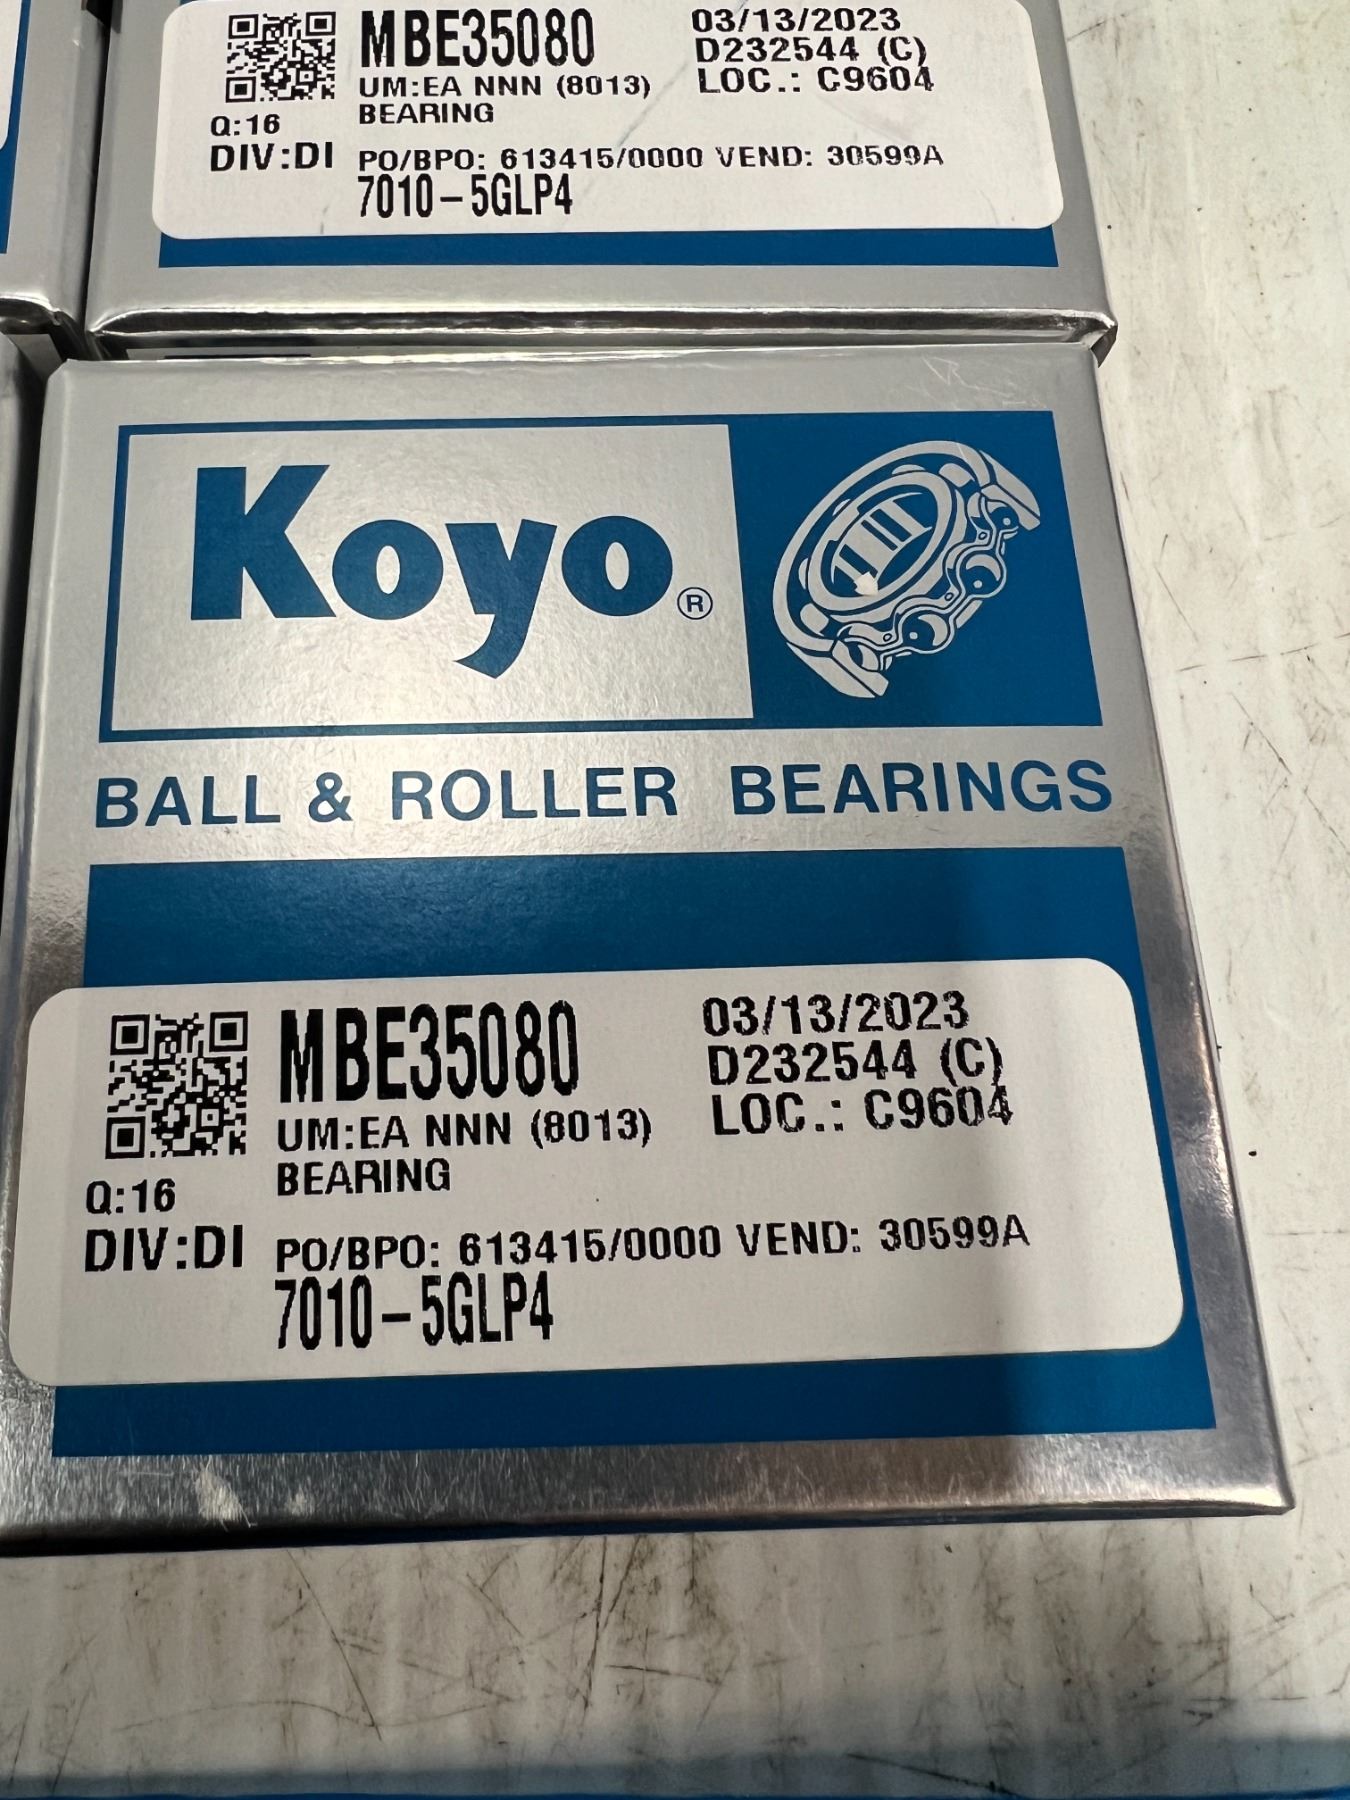 MBE35080
03/13/2023
D232544 (C)
UM:EA NNN (8013)
LOC.: C9604
BEARING
Q:16
DIV:DI
PO/BPO: 613415/0000 VEND: 30599A
7010-5GLP4
Koyo®
BALL & ROLLER BEARINGS
MBE35080
03/13/2023
D232544 (C)
UM:EA NNN (8013)
LOC.: C9604
BEARING
Q:16
DIV:DI
PO/BPO: 613415/0000 VEND: 30599A
7010-5GLP4